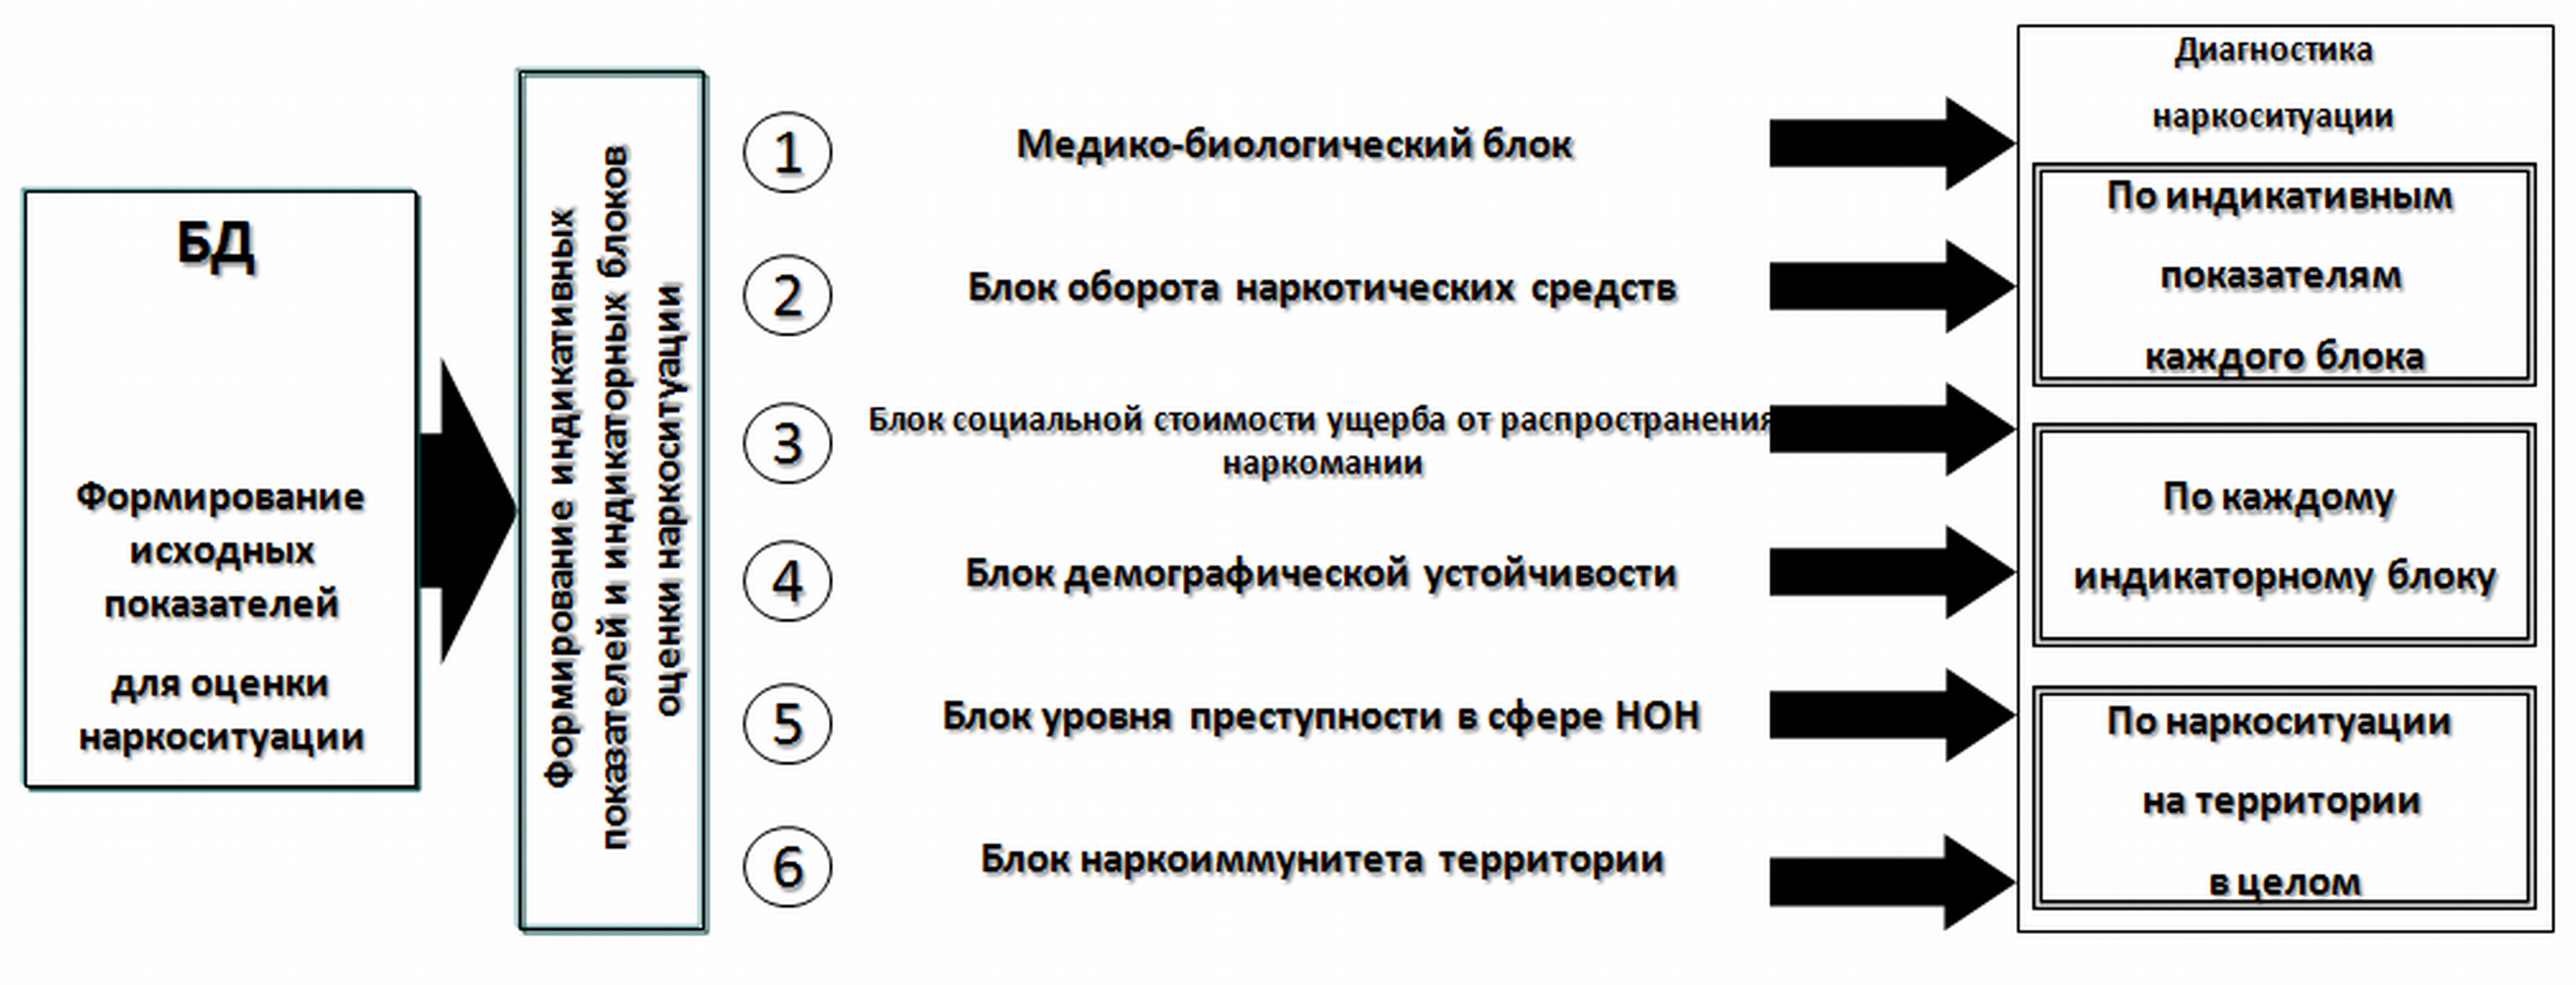 БД
Формирование
исходных
показателей
для оценки
наркоситуации
Формирование индикативных
показателей и индикаторных блоков
оценки наркоситуации
1
Медико-биологический блок
2
Блок оборота наркотических средств
3
Блок социальной стоимости ущерба от распространения
наркомании
4
Блок демографической устойчивости
5
Блок уровня преступности в сфере НОН
6
Блок наркоиммунитета территории
Диагностика
наркоситуации
По индикативным
показателям
каждого блока
По каждому
индикаторному блоку
По наркоситуации
на территории
в целом